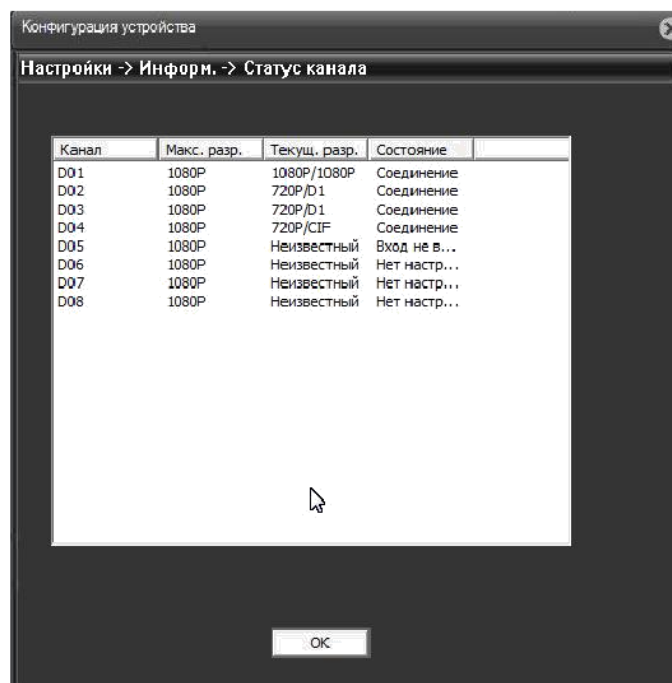 Конфигурация устройства
Настройки -> Информ. -> Статус канала
Канал Макс. разр. Текущ. разр. Состояние
D01 1080P 1080P/1080P Соединение
D02 1080P 720P/D1 Соединение
D03 1080P 720P/D1 Соединение
D04 1080P 720P/CIF Соединение
D05 1080P Неизвестный Вход не в...
D06 1080P Неизвестный Нет настр...
D07 1080P Неизвестный Нет настр...
D08 1080P Неизвестный Нет настр...
OK